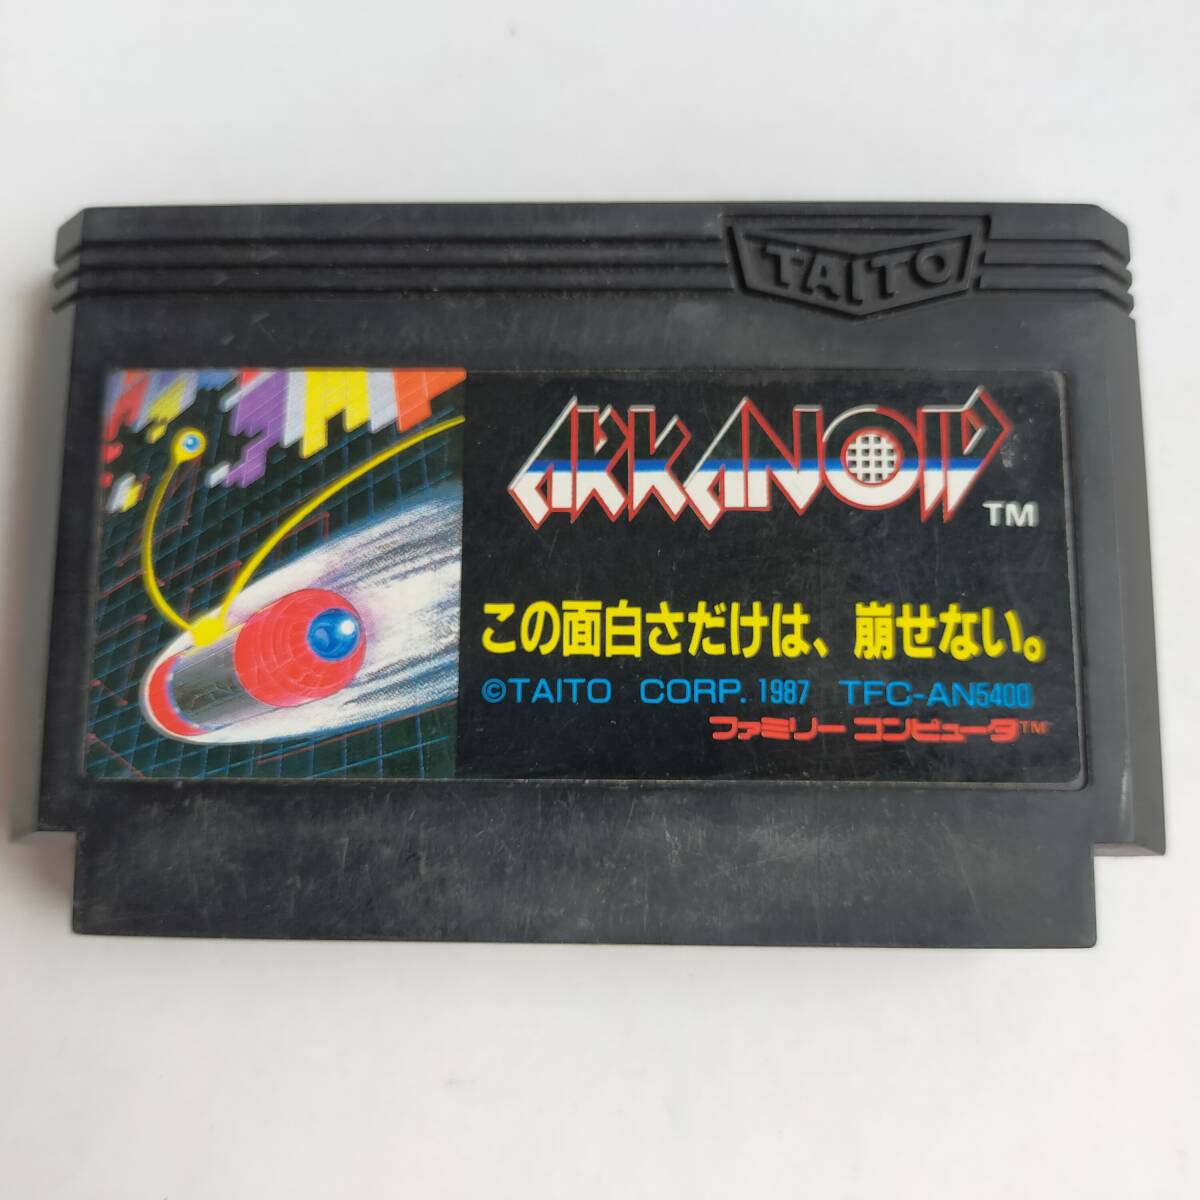 TAITO
ARKANOID
TM
この面白さだけは、崩せない。
©TAITO CORP. 1987 TFC-AN5400
ファミリーコンピュータTM